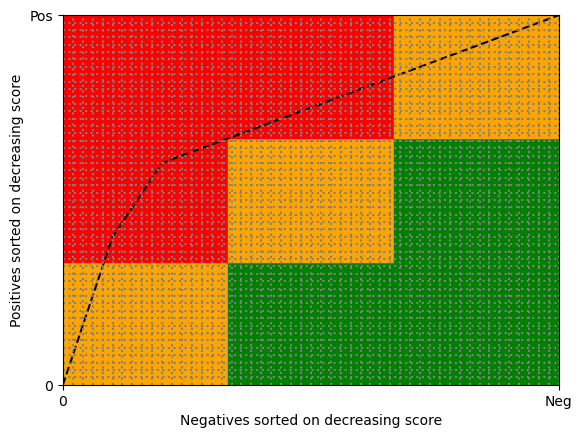 Pos
Positives sorted on decreasing score
0
0
Neg
Negatives sorted on decreasing score